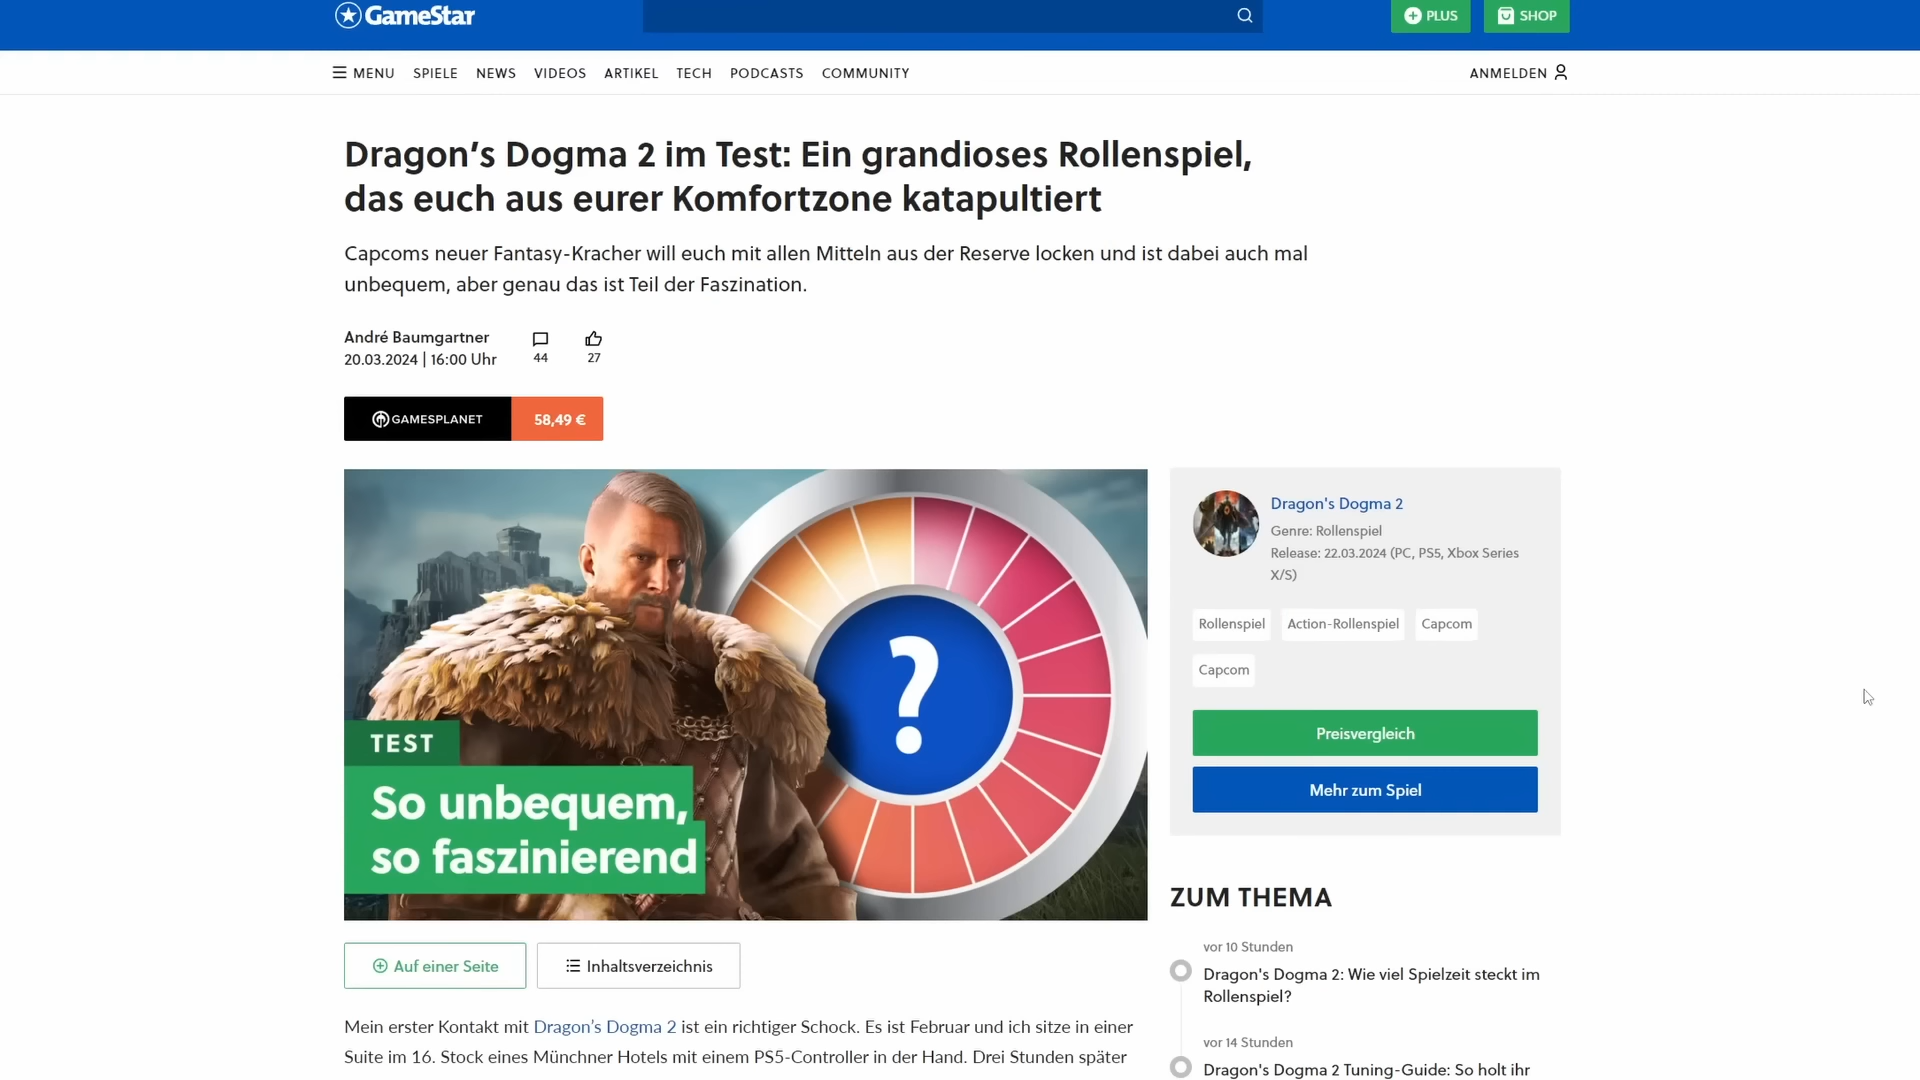 GameStar
PLUS
SHOP
MENU
SPIELE
NEWS
VIDEOS
ARTIKEL
TECH
PODCASTS
COMMUNITY
ANMELDEN
Dragon’s Dogma 2 im Test: Ein grandioses Rollenspiel,
das euch aus eurer Komfortzone katapultiert
Capcoms neuer Fantasy-Kracher will euch mit allen Mitteln aus der Reserve locken und ist dabei auch mal
unbequem, aber genau das ist Teil der Faszination.
André Baumgartner
20.03.2024 | 16:00 Uhr
44
27
GAMESPLANET
58,49 €
?
TEST
So unbequem,
so faszinierend
Auf einer Seite
Inhaltsverzeichnis
Mein erster Kontakt mit Dragon’s Dogma 2 ist ein richtiger Schock. Es ist Februar und ich sitze in einer
Suite im 16. Stock eines Münchner Hotels mit einem PS5-Controller in der Hand. Drei Stunden später
Dragon's Dogma 2
Genre: Rollenspiel
Release: 22.03.2024 (PC, PS5, Xbox Series
X/S)
Rollenspiel
Action-Rollenspiel
Capcom
Capcom
Preisvergleich
Mehr zum Spiel
ZUM THEMA
vor 10 Stunden
Dragon's Dogma 2: Wie viel Spielzeit steckt im
Rollenspiel?
vor 14 Stunden
Dragon's Dogma 2 Tuning-Guide: So holt ihr